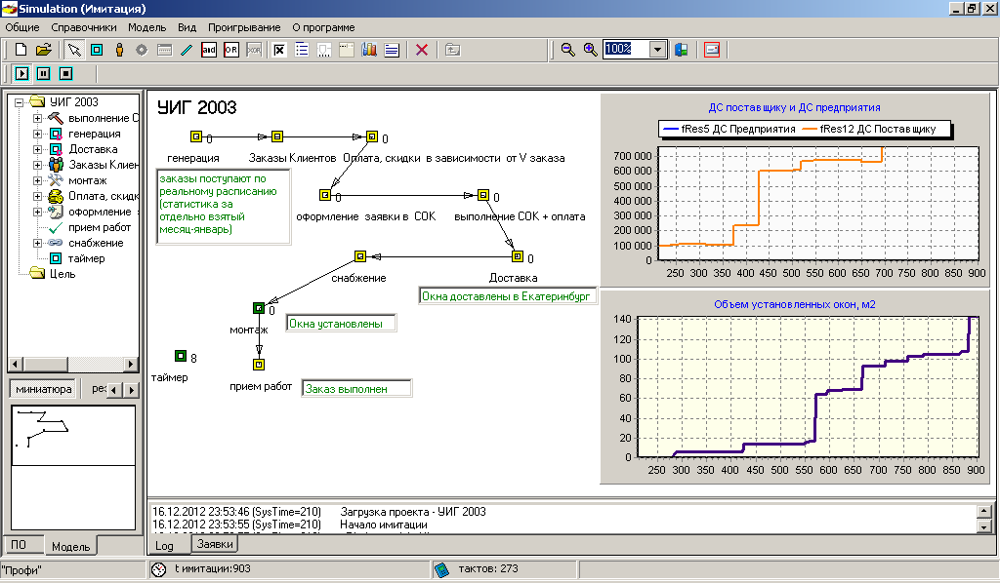 Simulation (Имитация)
Общие Справочники Модель Вид Проигрывание О программе
and OR XOR 100%
УИГ 2003
выполнение С
генерация
Доставка
Заказы Клиен
монтаж
Оплата, скидк
оформление з
прием работ
снабжение
таймер
Цель
миниатюра рез
ПО Модель
УИГ 2003
0 0
генерация Заказы Клиентов Оплата, скидки в зависимости от V заказа
заказы поступают по
реальному расписанию
(статистика за
отдельно взятый
месяц-январь)
0 0
оформление заявки в СОК выполнение СОК + оплата
0
снабжение Доставка
Окна доставлены в Екатеринбург
0
монтаж
Окна установлены
8
таймер
прием работ
Заказ выполнен
ДС поставщику и ДС предприятия
fRes5 ДС Предприятия fRes12 ДС Поставщику
700 000
600 000
500 000
400 000
300 000
200 000
100 000
0
250 300 350 400 450 500 550 600 650 700 750 800 850 900
Объем установленных окон, м2
140
120
100
80
60
40
20
0
250 300 350 400 450 500 550 600 650 700 750 800 850 900
16.12.2012 23:53:46 (SysTime=210) Загрузка проекта - УИГ 2003
16.12.2012 23:53:55 (SysTime=210) Начало имитации
Log Заявки
"Профи" t имитации:903 тактов: 273